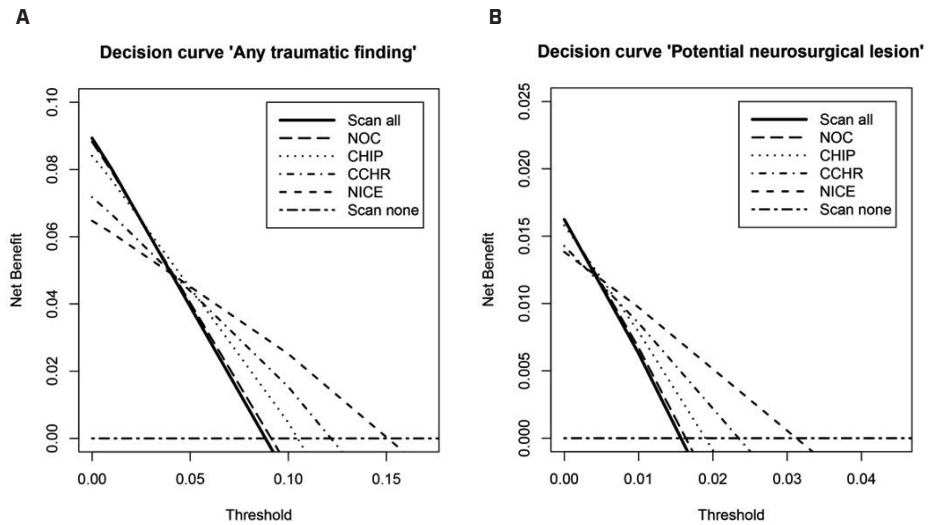 A
Decision curve 'Any traumatic finding'
Net Benefit
0.10
0.08
0.06
0.04
0.02
0.00
Scan all
NOC
CHIP
CCHR
NICE
Scan none
0.00 0.05 0.10 0.15
Threshold
B
Decision curve 'Potential neurosurgical lesion'
Net Benefit
0.025
0.020
0.015
0.010
0.005
0.000
Scan all
NOC
CHIP
CCHR
NICE
Scan none
0.00 0.01 0.02 0.03 0.04
Threshold